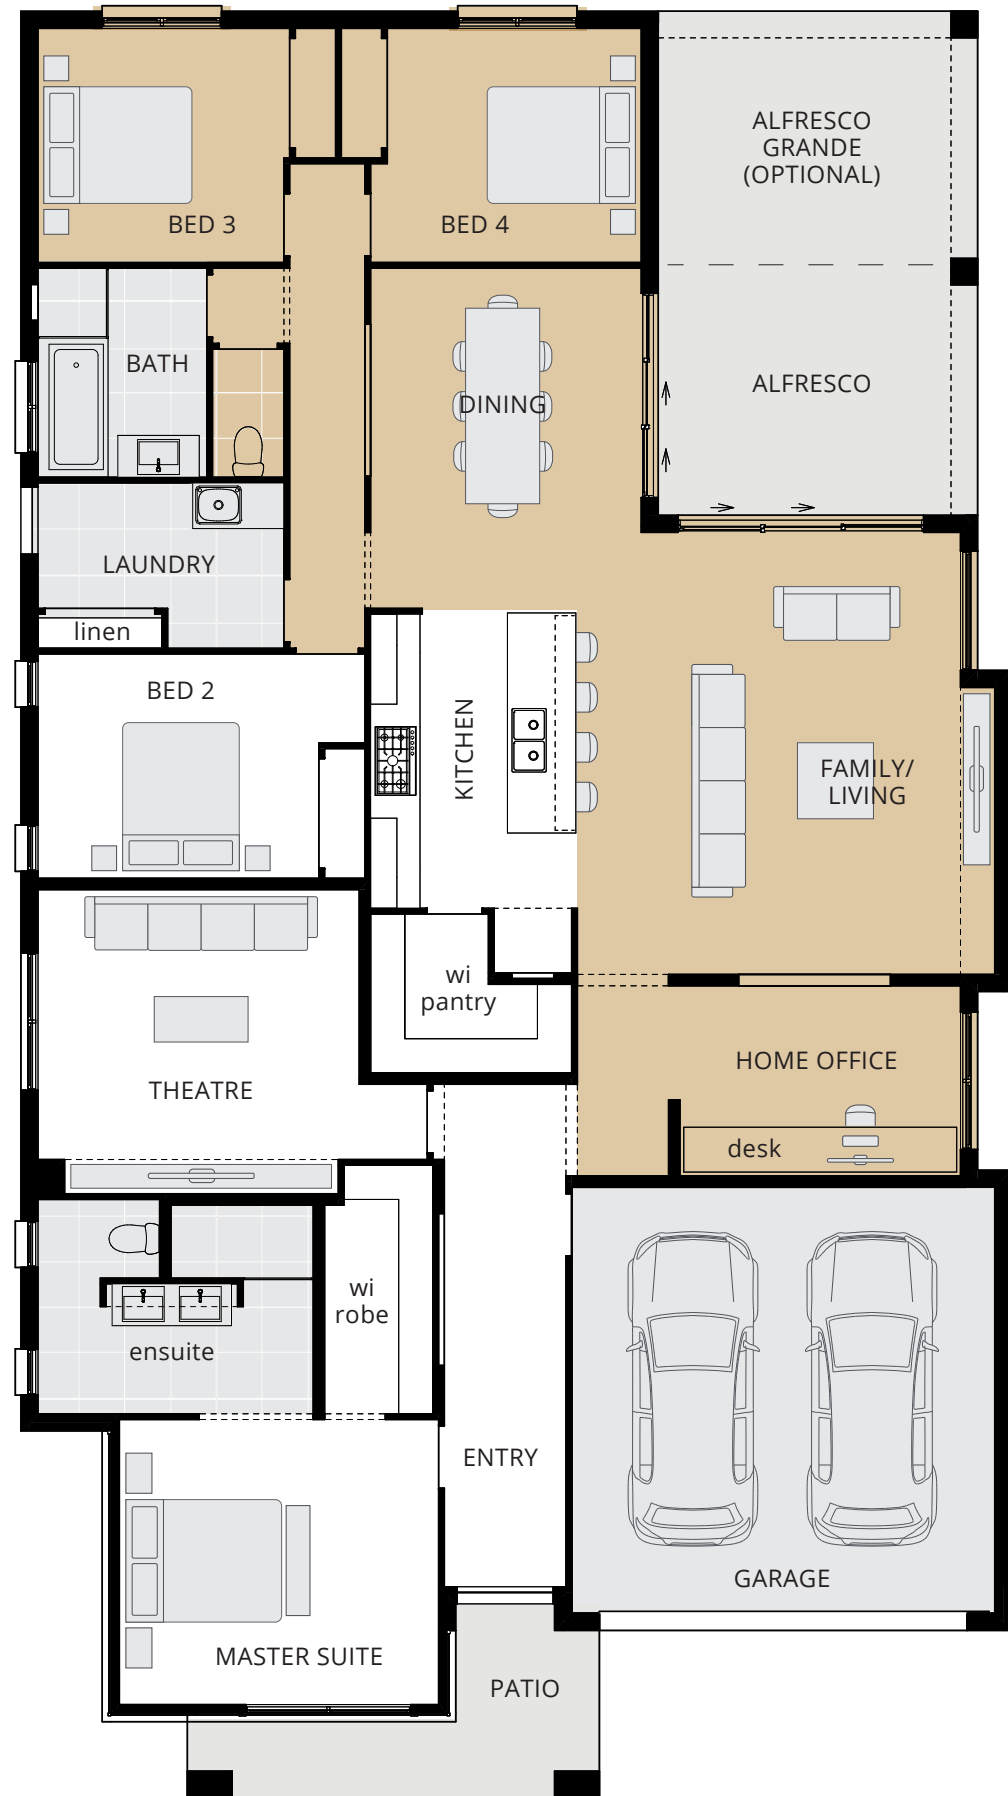 ALFRESCO
GRANDE
(OPTIONAL)
BED 3
BED 4
BATH
ALFRESCO
DINING
LAUNDRY
linen
BED 2
KITCHEN
FAMILY/
LIVING
wi
pantry
HOME OFFICE
THEATRE
desk
wi
robe
ensuite
ENTRY
GARAGE
MASTER SUITE
PATIO